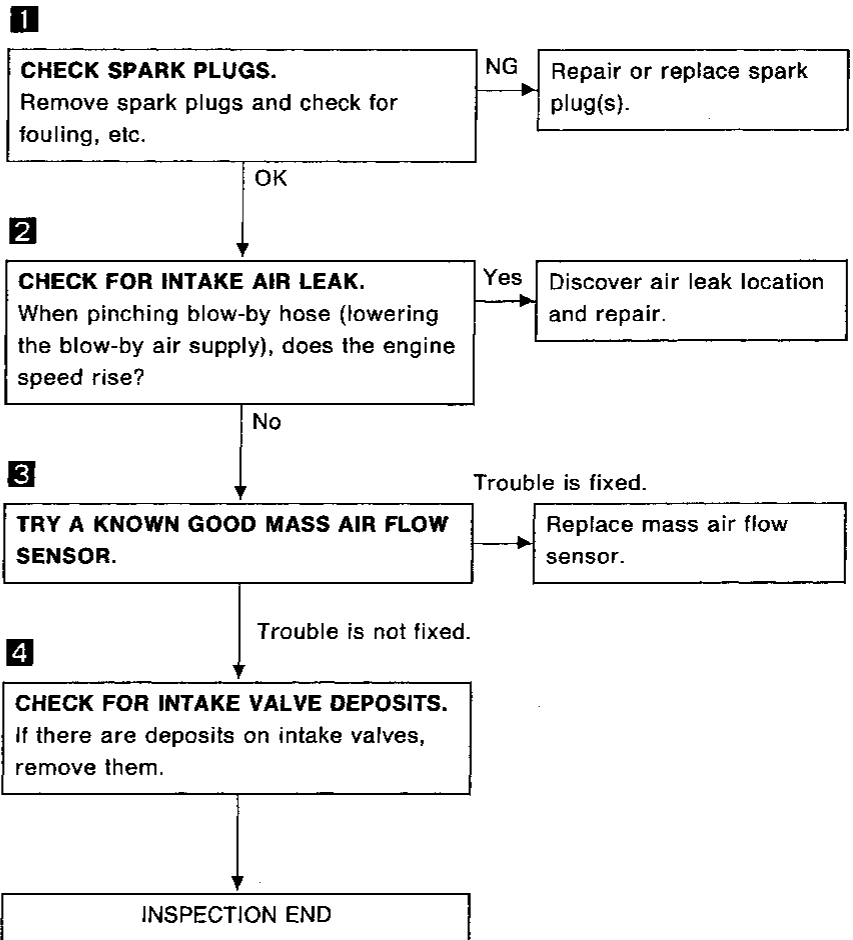 1
CHECK SPARK PLUGS.
Remove spark plugs and check for
fouling, etc.
NG
Repair or replace spark
plug(s).
OK
2
CHECK FOR INTAKE AIR LEAK.
When pinching blow-by hose (lowering
the blow-by air supply), does the engine
speed rise?
Yes
Discover air leak location
and repair.
No
3
TRY A KNOWN GOOD MASS AIR FLOW
SENSOR.
Trouble is fixed.
Replace mass air flow
sensor.
Trouble is not fixed.
4
CHECK FOR INTAKE VALVE DEPOSITS.
If there are deposits on intake valves,
remove them.
INSPECTION END